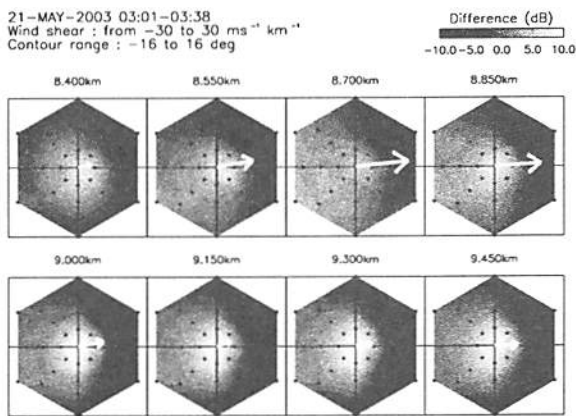 21-MAY-2003 03:01-03:38
Wind shear : from -30 to 30 ms⁻¹ km⁻¹
Contour range : -16 to 16 deg
Difference (dB)
-10.0 -5.0 0.0 5.0 10.0
8.400km 8.550km 8.700km 8.850km
9.000km 9.150km 9.300km 9.450km